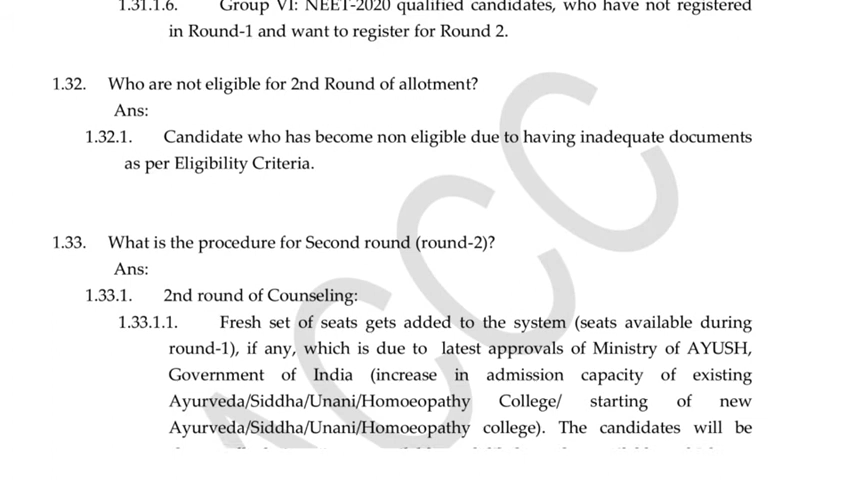 1.31.1.6. Group VI: NEET-2020 qualified candidates, who have not registered
in Round-1 and want to register for Round 2.
1.32. Who are not eligible for 2nd Round of allotment?
Ans:
1.32.1. Candidate who has become non eligible due to having inadequate documents
as per Eligibility Criteria.
1.33. What is the procedure for Second round (round-2)?
Ans:
1.33.1. 2nd round of Counseling:
1.33.1.1. Fresh set of seats gets added to the system (seats available during
round-1), if any, which is due to latest approvals of Ministry of AYUSH,
Government of India (increase in admission capacity of existing
Ayurveda/Siddha/Unani/Homoeopathy College/ starting of new
Ayurveda/Siddha/Unani/Homoeopathy college). The candidates will be
ACCC